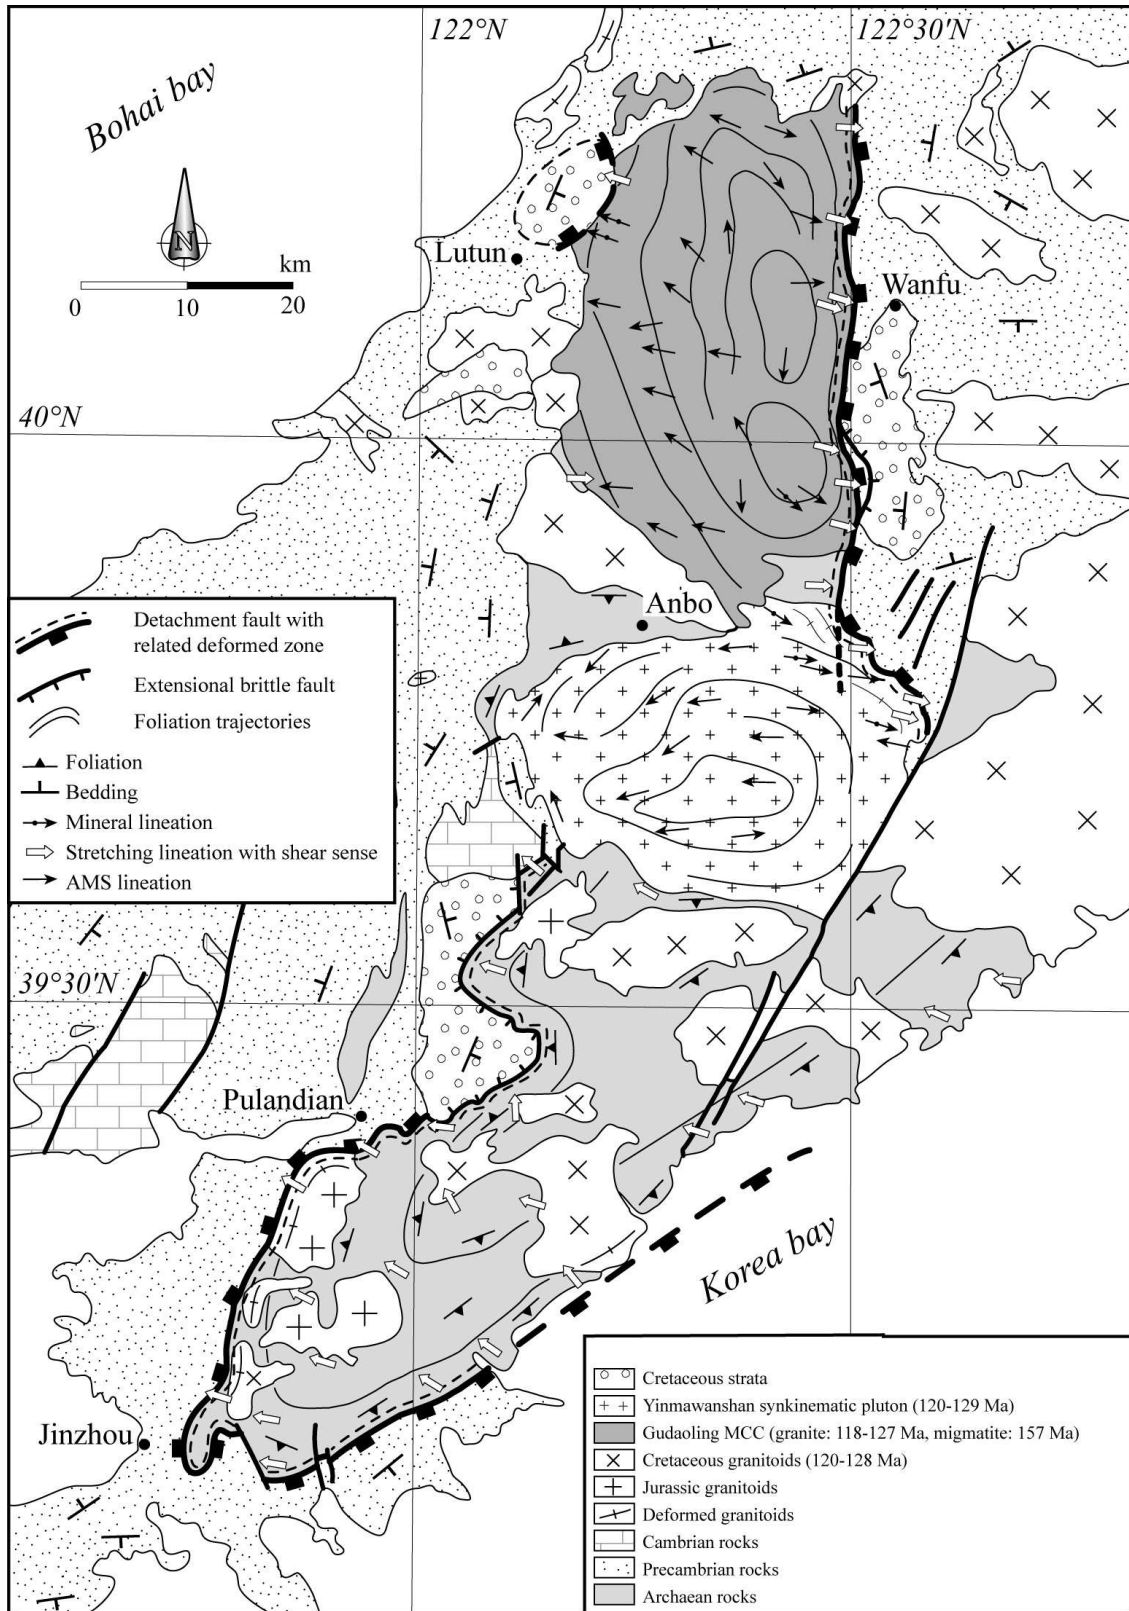 122°N
122°30'N
Bohai bay
N
km
0 10 20
Lutun
Wanfu
40°N
Anbo
Detachment fault with
related deformed zone
Extensional brittle fault
Foliation trajectories
Foliation
Bedding
Mineral lineation
Stretching lineation with shear sense
AMS lineation
39°30'N
Pulandian
Korea bay
Jinzhou
Cretaceous strata
Yinmawanshan synkinematic pluton (120-129 Ma)
Gudaoling MCC (granite: 118-127 Ma, migmatite: 157 Ma)
Cretaceous granitoids (120-128 Ma)
Jurassic granitoids
Deformed granitoids
Cambrian rocks
Precambrian rocks
Archaean rocks